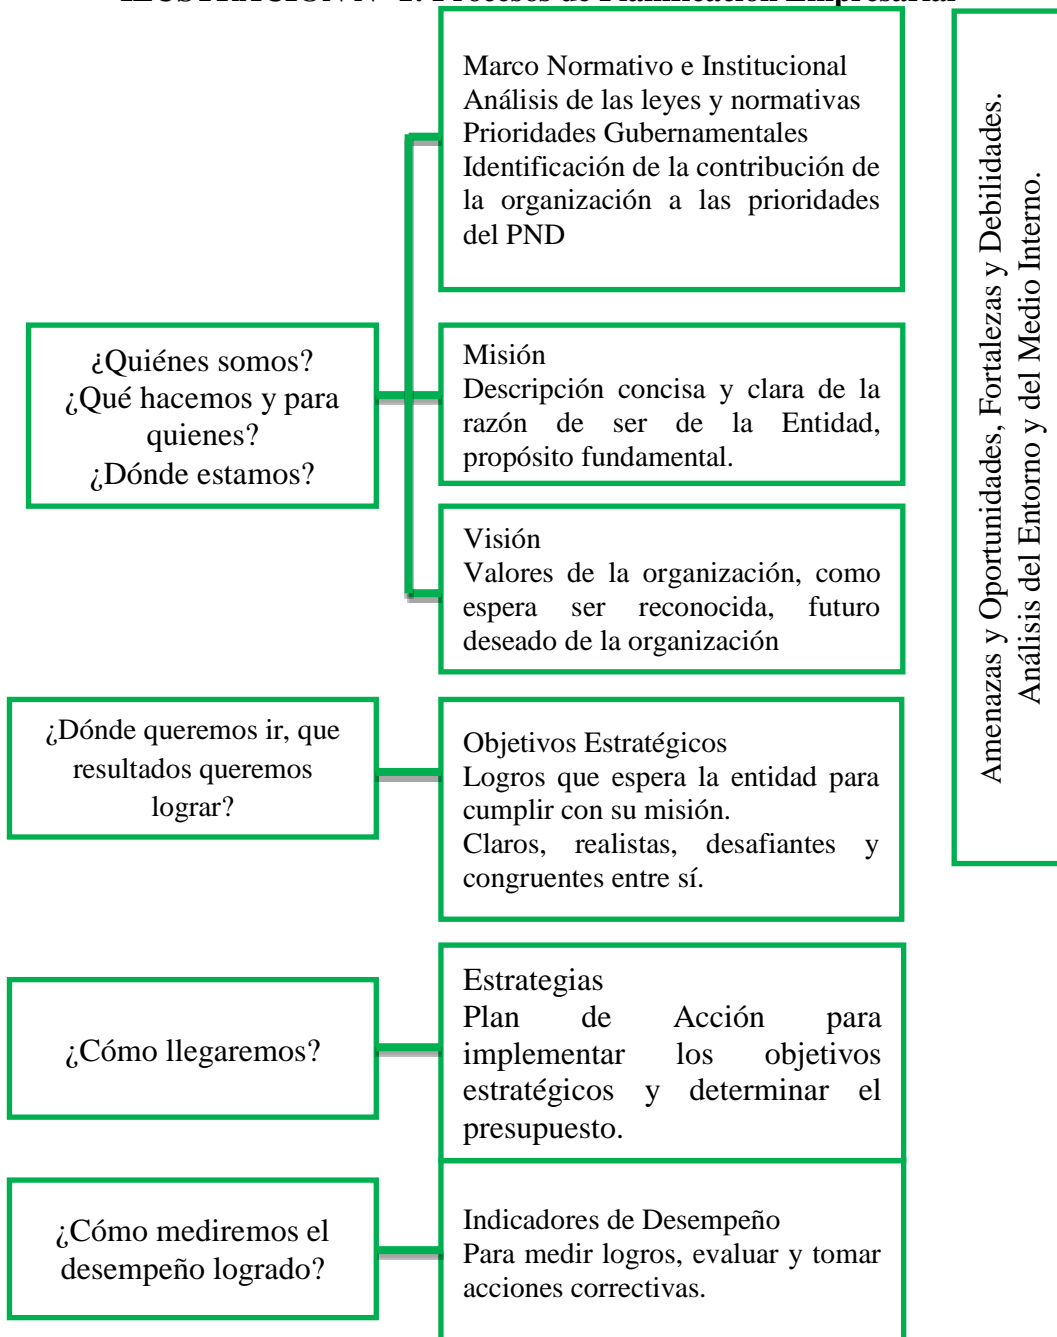 ILUSTRACIÓN N° 1: Procesos de Planificación Empresarial
Marco Normativo e Institucional
Análisis de las leyes y normativas
Prioridades Gubernamentales
Identificación de la contribución de
la organización a las prioridades
del PND
¿Quiénes somos?
¿Qué hacemos y para
quienes?
¿Dónde estamos?
Misión
Descripción concisa y clara de la
razón de ser de la Entidad,
propósito fundamental.
Visión
Valores de la organización, como
espera ser reconocida, futuro
deseado de la organización
¿Dónde queremos ir, que
resultados queremos
lograr?
Objetivos Estratégicos
Logros que espera la entidad para
cumplir con su misión.
Claros, realistas, desafiantes y
congruentes entre sí.
¿Cómo llegaremos?
Estrategias
Plan de Acción para
implementar los objetivos
estratégicos y determinar el
presupuesto.
¿Cómo mediremos el
desempeño logrado?
Indicadores de Desempeño
Para medir logros, evaluar y tomar
acciones correctivas.
Amenazas y Oportunidades, Fortalezas y Debilidades.
Análisis del Entorno y del Medio Interno.